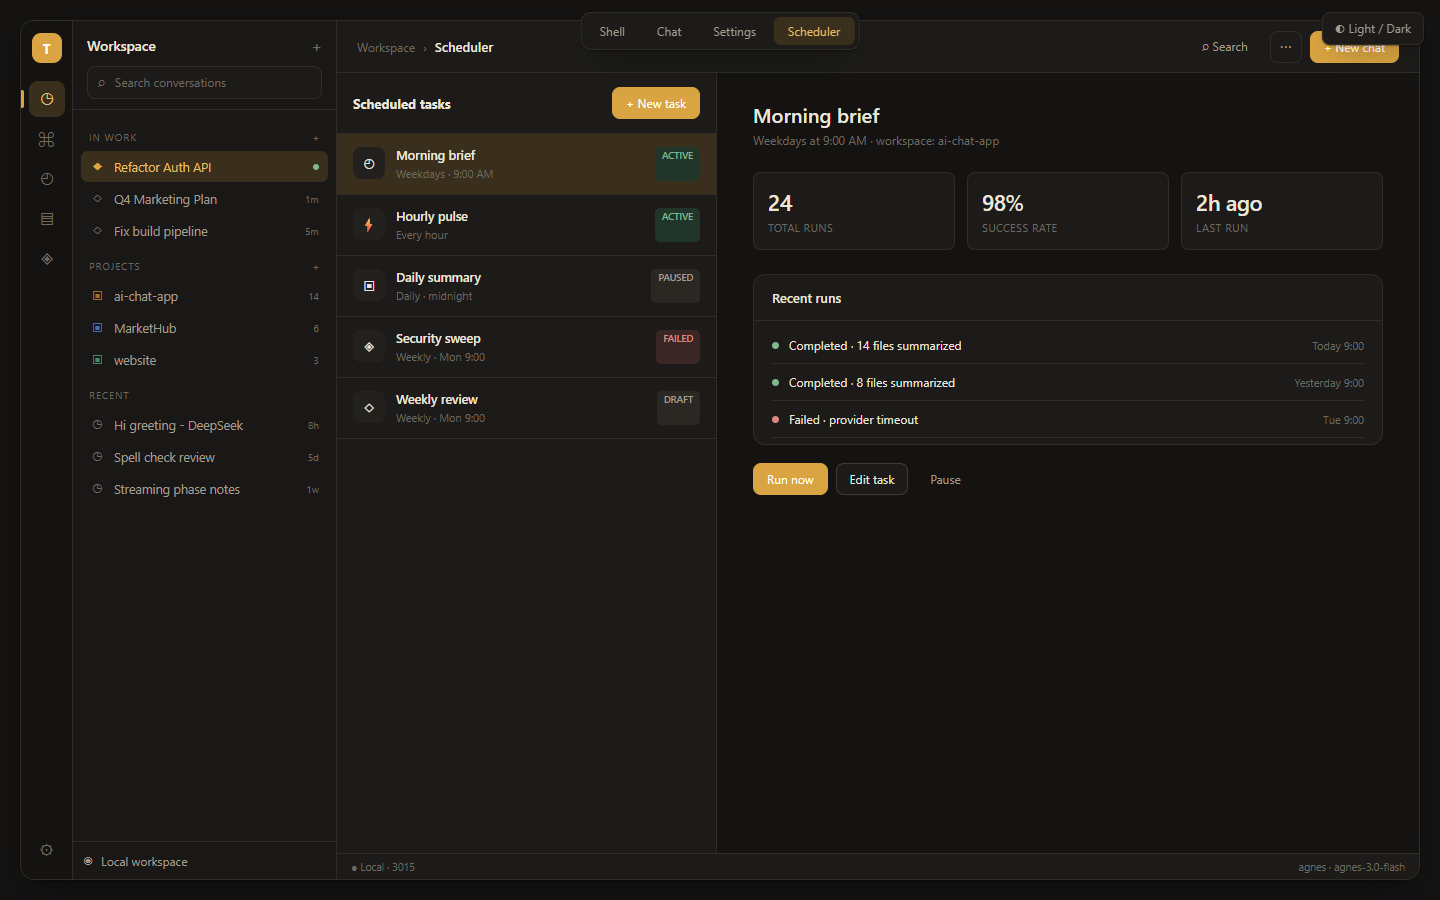 Shell
Chat
Settings
Scheduler
Light / Dark
T
Workspace
+
Search conversations
IN WORK
+
Refactor Auth API
Q4 Marketing Plan
1m
Fix build pipeline
5m
PROJECTS
+
ai-chat-app
14
MarketHub
6
website
3
RECENT
Hi greeting - DeepSeek
8h
Spell check review
5d
Streaming phase notes
1w
Local workspace
Workspace › Scheduler
Search
···
+ New chat
Scheduled tasks
+ New task
Morning brief
Weekdays · 9:00 AM
ACTIVE
Hourly pulse
Every hour
ACTIVE
Daily summary
Daily · midnight
PAUSED
Security sweep
Weekly · Mon 9:00
FAILED
Weekly review
Weekly · Mon 9:00
DRAFT
Morning brief
Weekdays at 9:00 AM · workspace: ai-chat-app
24
TOTAL RUNS
98%
SUCCESS RATE
2h ago
LAST RUN
Recent runs
Completed · 14 files summarized
Today 9:00
Completed · 8 files summarized
Yesterday 9:00
Failed · provider timeout
Tue 9:00
Run now
Edit task
Pause
Local · 3015
agnes · agnes-3.0-flash